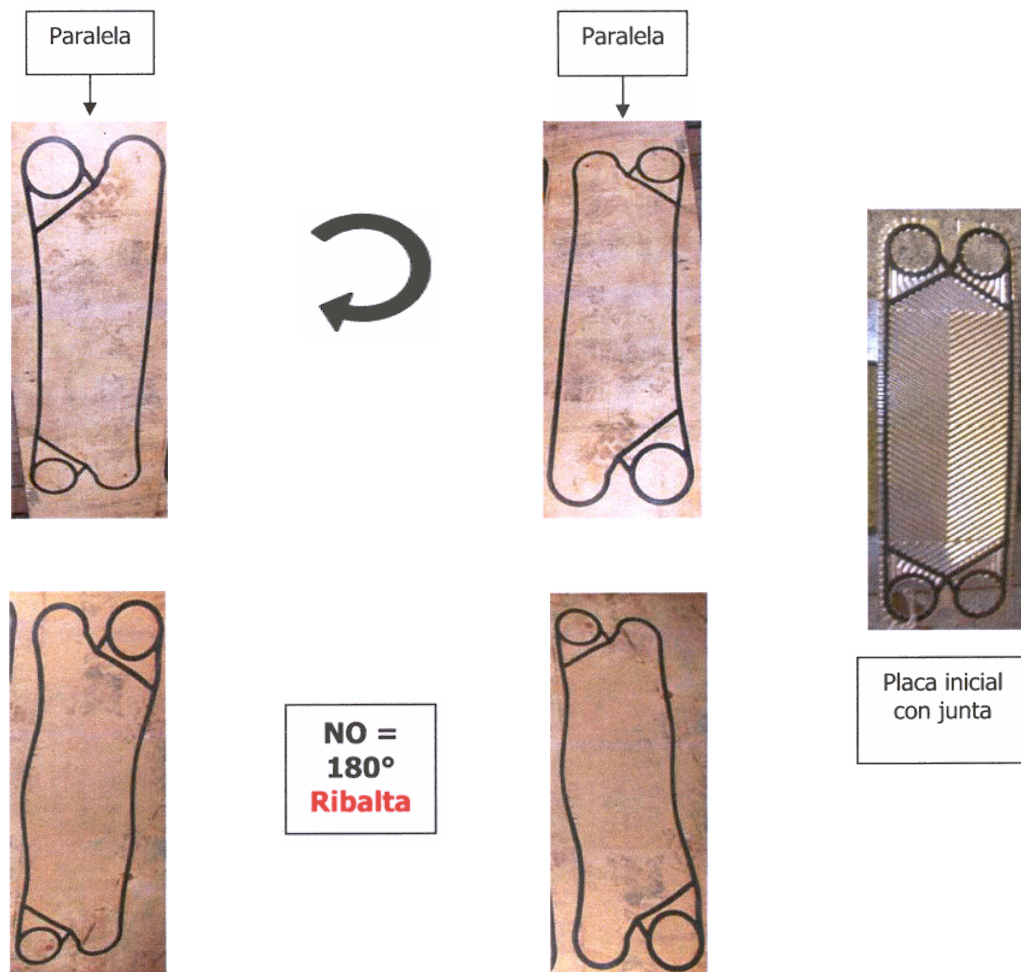 Paralela
Paralela
Placa inicial
con junta
NO =
180°
Ribalta